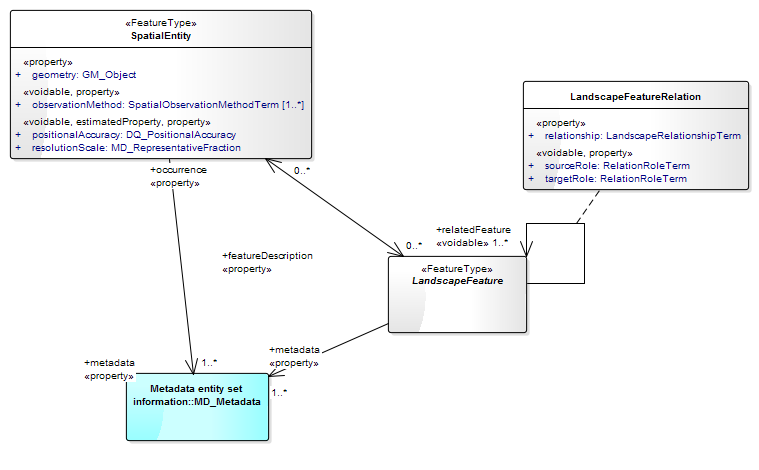 «FeatureType»
SpatialEntity
«property»
+ geometry: GM_Object
«voidable, property»
+ observationMethod: SpatialObservationMethodTerm [1..*]
«voidable, estimatedProperty, property»
+ positionalAccuracy: DQ_PositionalAccuracy
+ resolutionScale: MD_RepresentativeFraction
LandscapeFeatureRelation
«property»
+ relationship: LandscapeRelationshipTerm
«voidable, property»
+ sourceRole: RelationRoleTerm
+ targetRole: RelationRoleTerm
+occurrence
«property»
0..*
+relatedFeature
«voidable» 1..*
0..*
+featureDescription
«property»
«FeatureType»
LandscapeFeature
+metadata
«property»
1..*
+metadata
«property»
1..*
Metadata entity set
information::MD_Metadata